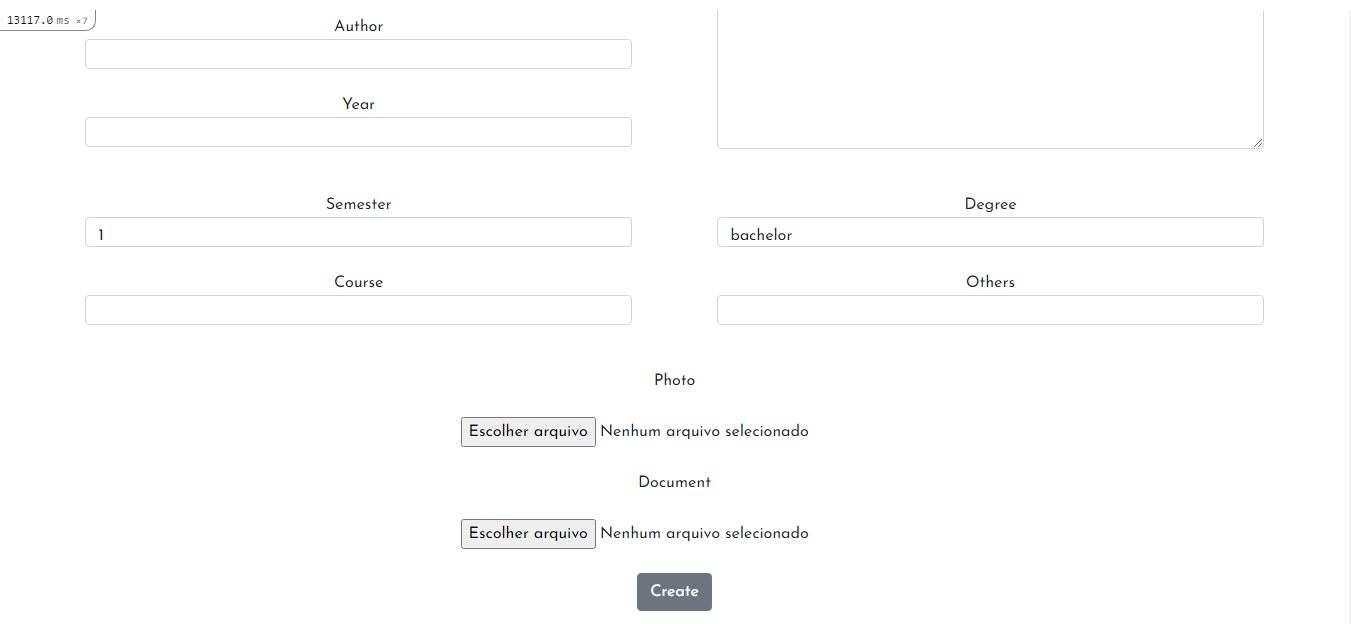 13117.0 ms ×7
Author
Year
Semester
1
Degree
bachelor
Course
Others
Photo
Escolher arquivo Nenhum arquivo selecionado
Document
Escolher arquivo Nenhum arquivo selecionado
Create